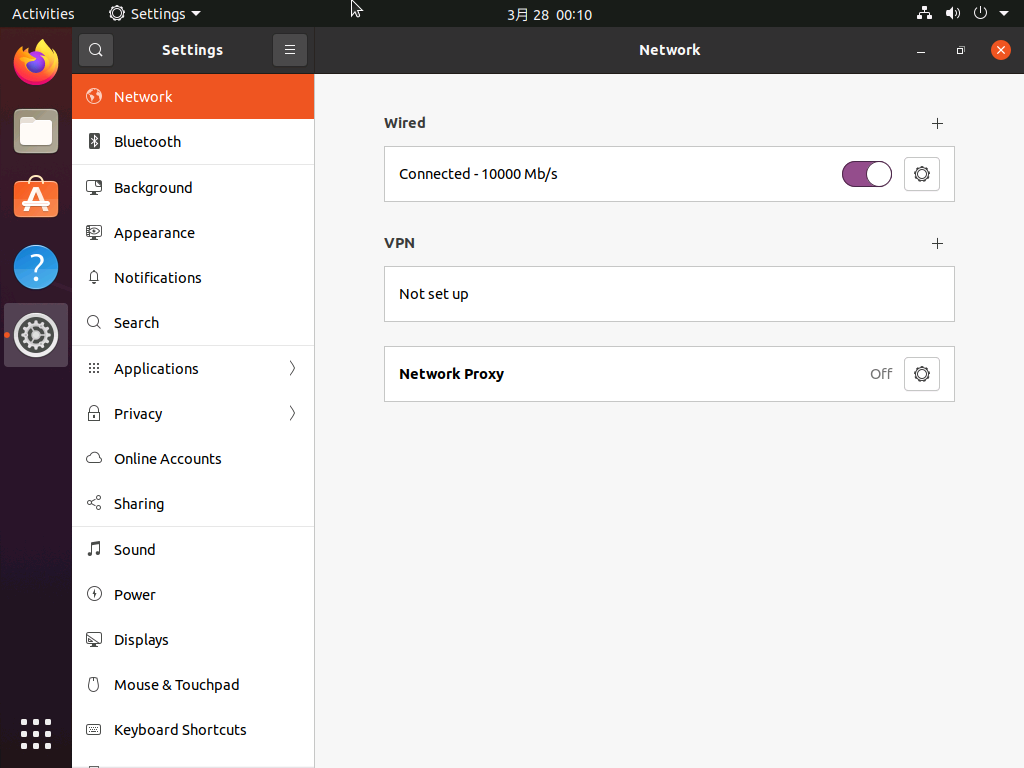 Activities
Settings
3月 28 00:10
Settings
Network
Network
Bluetooth
Background
Appearance
Notifications
Search
Applications
Privacy
Online Accounts
Sharing
Sound
Power
Displays
Mouse & Touchpad
Keyboard Shortcuts
Wired
Connected - 10000 Mb/s
VPN
Not set up
Network Proxy
Off